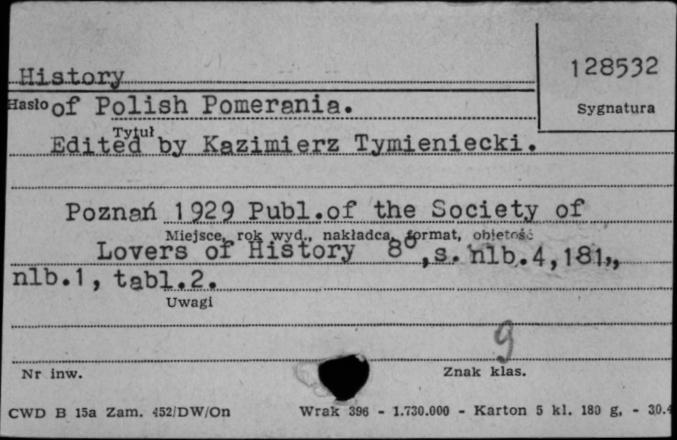 History
128532
Hasło of Polish Pomerania.
Sygnatura
Tytuł
Edited by Kazimierz Tymieniecki.
Poznań 1929 Publ.of the Society of
Miejsce, rok wyd., nakładca, format, objętość
Lovers of History 8°,s. nlb.4,181,,
nlb.1, tabl.2.
Uwagi
9
Nr inw.
Znak klas.
CWD B 15a Zam. 452/DW/On Wrak 396 - 1.730.000 - Karton 5 kl. 180 g, - 30.4